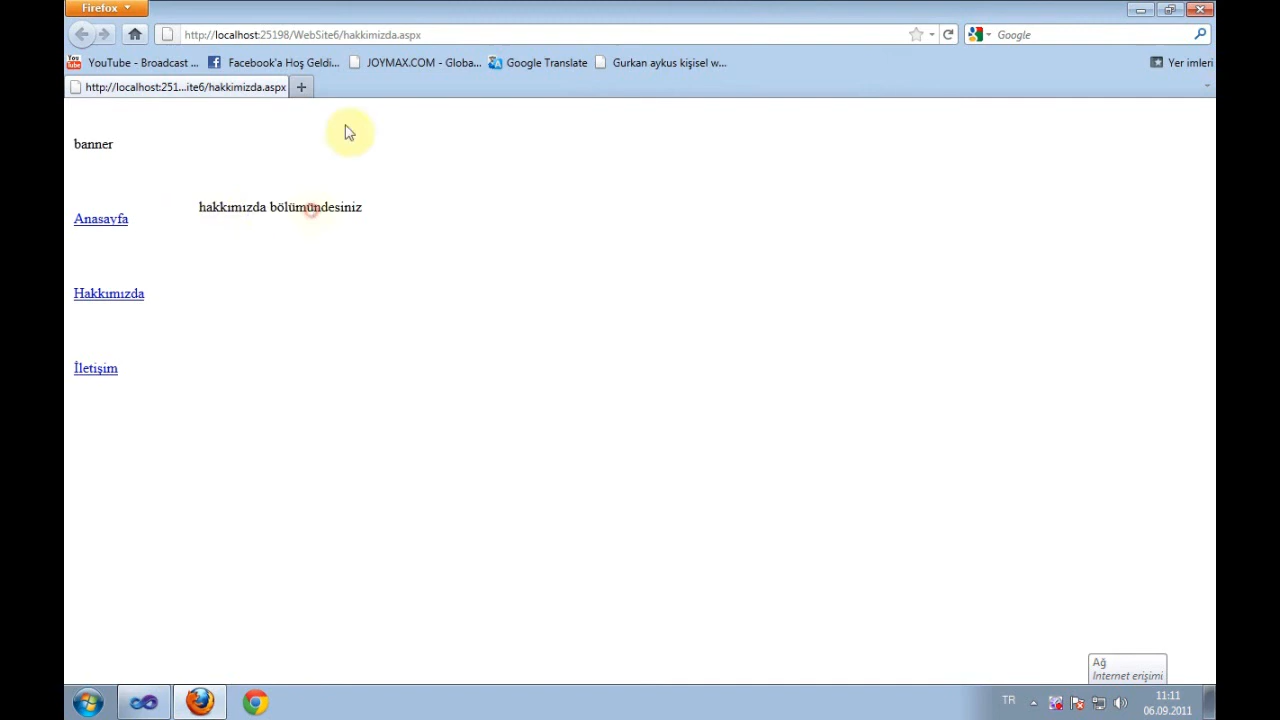 Firefox
http://localhost:25198/WebSite6/hakkimizda.aspx
Google
YouTube - Broadcast ...
Facebook'a Hoş Geldi...
JOYMAX.COM - Globa...
Google Translate
Gurkan aykus kişisel w...
Yer imleri
http://localhost:251...ite6/hakkimizda.aspx
banner
hakkımızda bölümündesiniz
Anasayfa
Hakkımızda
İletişim
Ağ
Internet erişimi
TR
11:11
06.09.2011